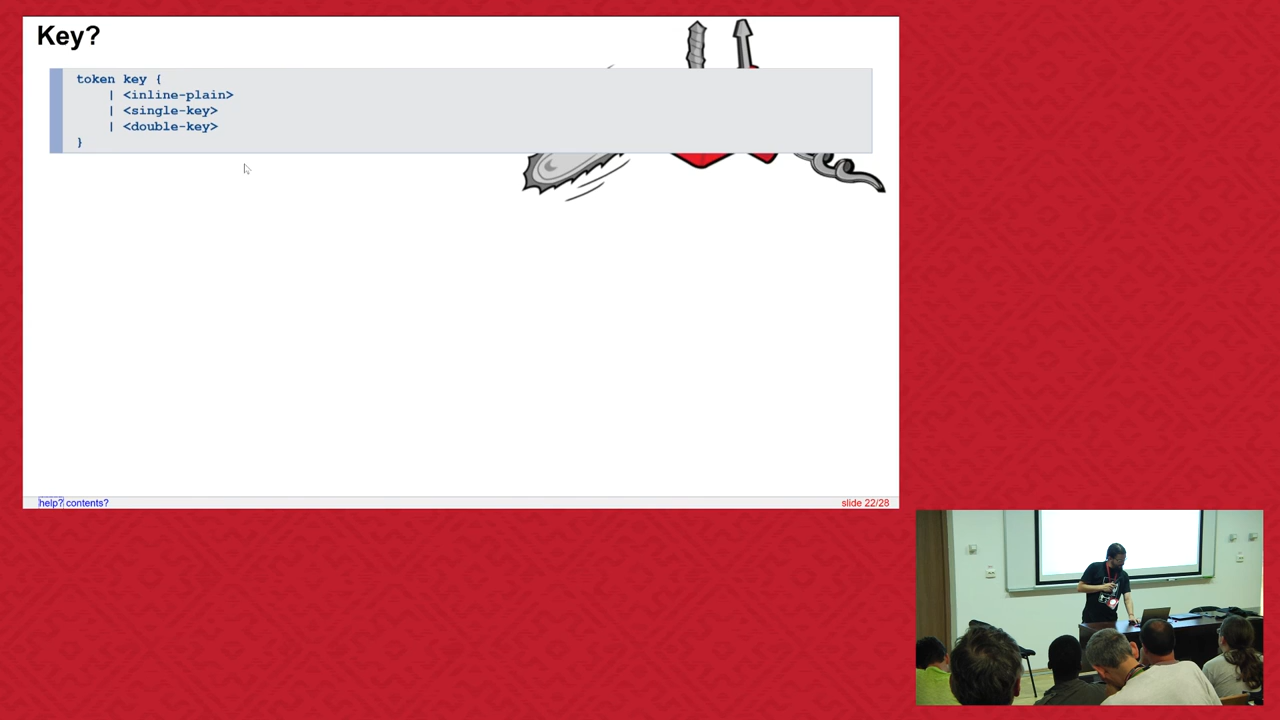 Key?
token key {
    | <inline-plain>
    | <single-key>
    | <double-key>
}
help? contents?
slide 22/28